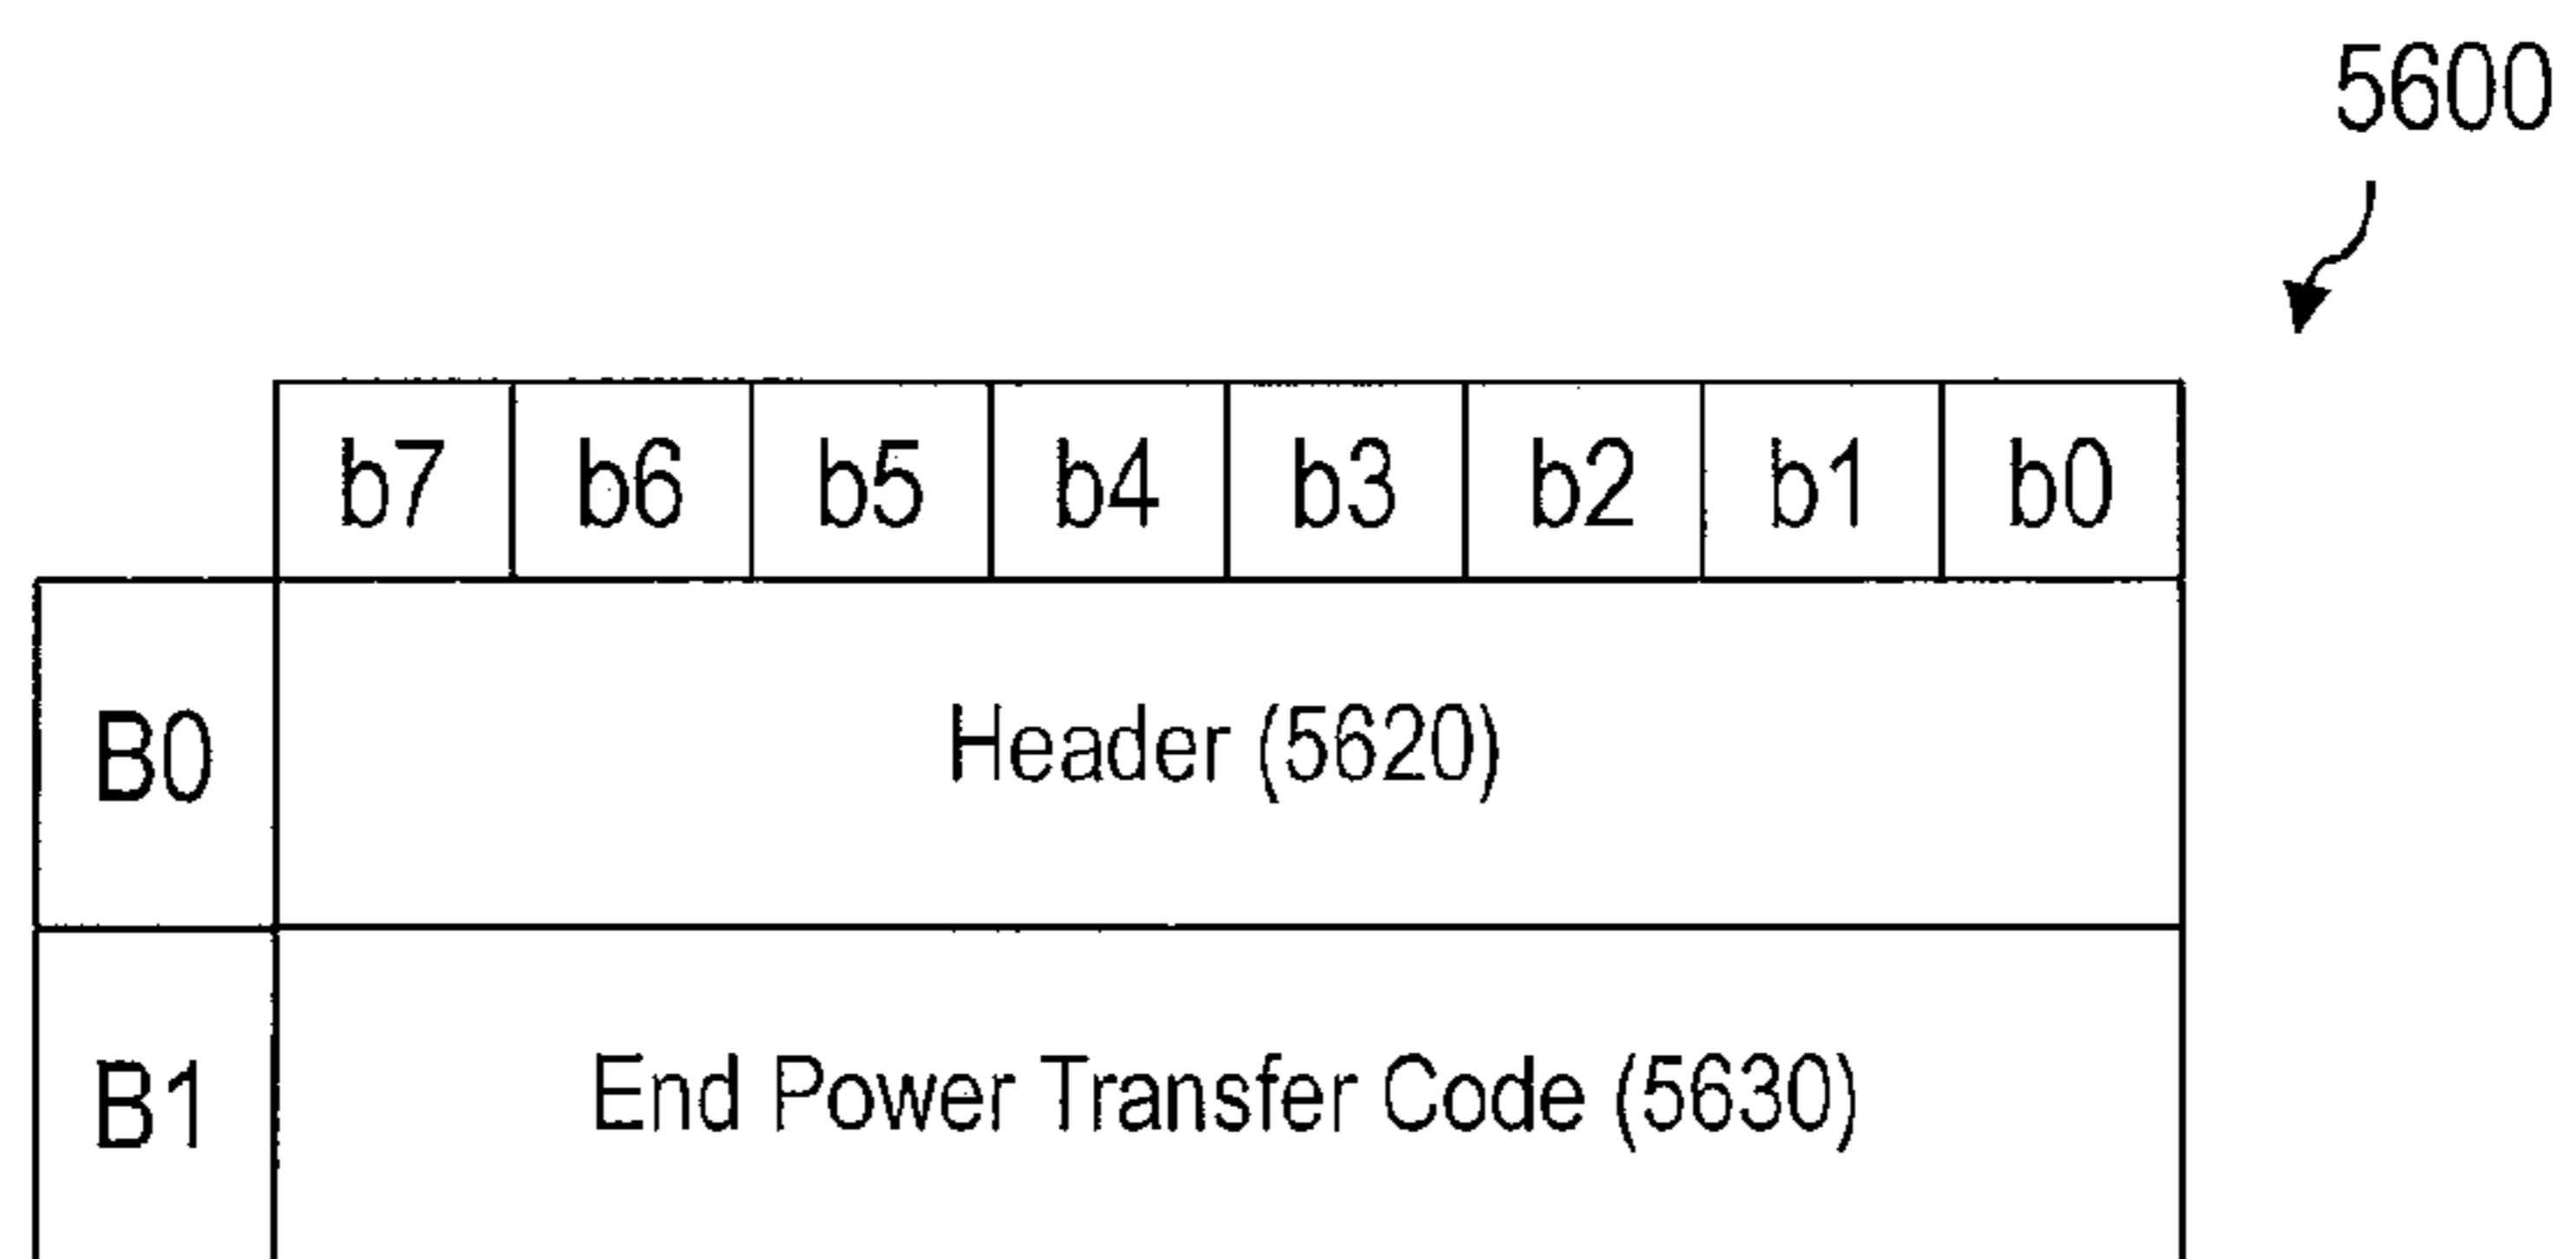 5600
b7 b6 b5 b4 b3 b2 b1 b0
B0 Header (5620)
B1 End Power Transfer Code (5630)